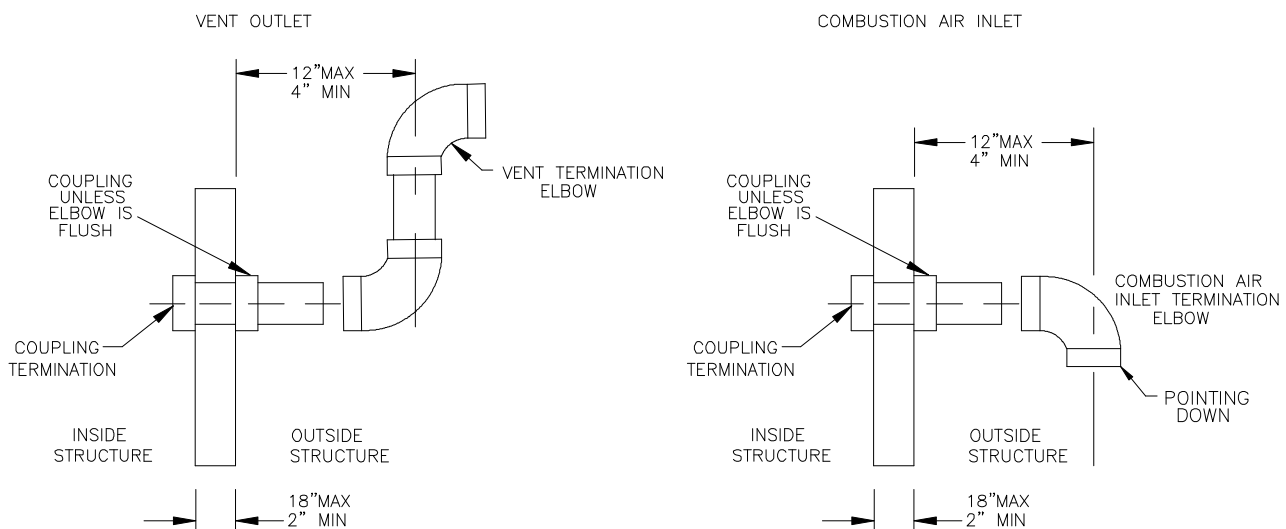 VENT OUTLET
12”MAX
4” MIN
VENT TERMINATION
ELBOW
COUPLING
UNLESS
ELBOW IS
FLUSH
COUPLING
TERMINATION
INSIDE
STRUCTURE
OUTSIDE
STRUCTURE
18”MAX
2” MIN
COMBUSTION AIR INLET
12”MAX
4” MIN
COUPLING
UNLESS
ELBOW IS
FLUSH
COMBUSTION AIR
INLET TERMINATION
ELBOW
COUPLING
TERMINATION
POINTING
DOWN
INSIDE
STRUCTURE
OUTSIDE
STRUCTURE
18”MAX
2” MIN